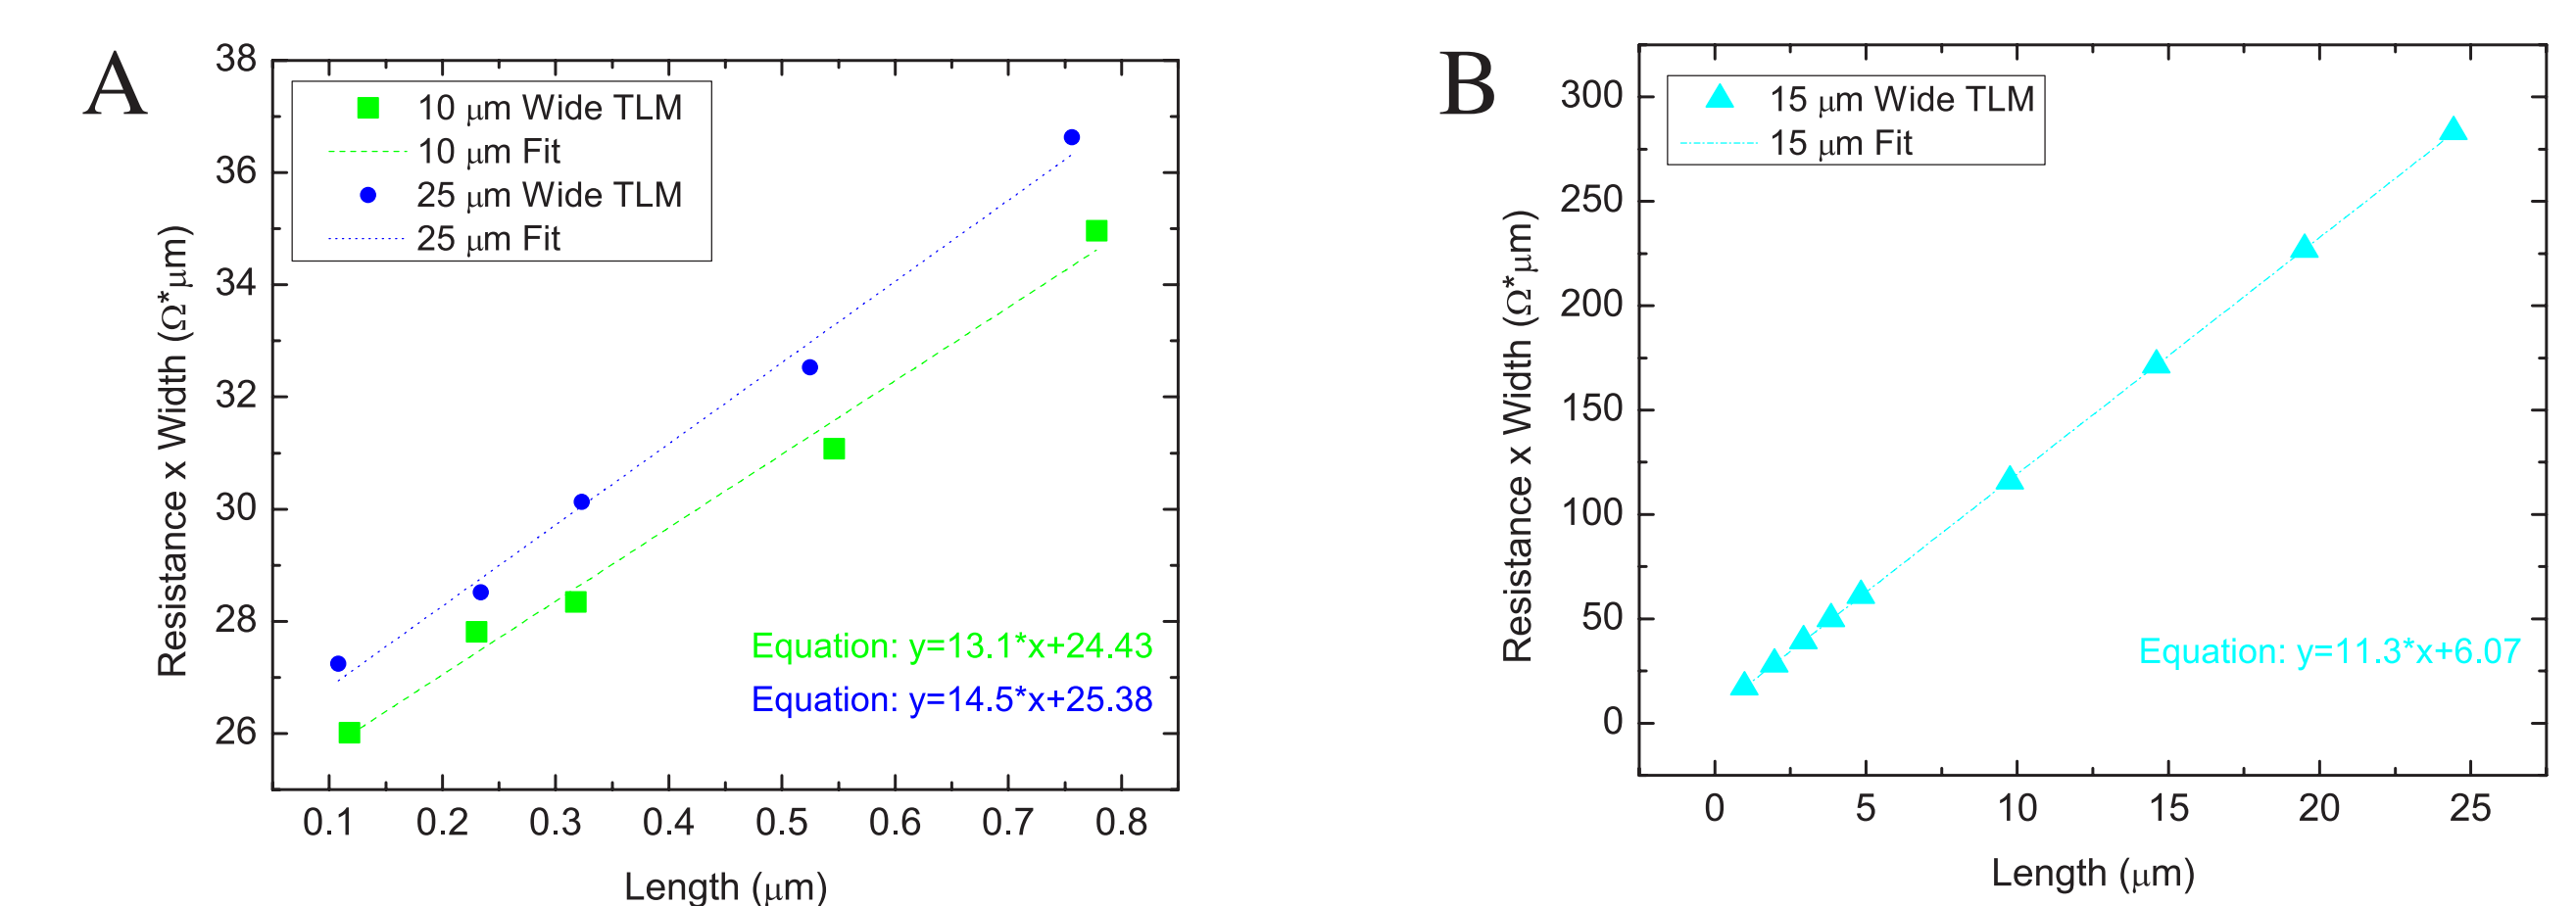 A
38
36
34
32
30
28
26
Resistance x Width (Ω*μm)
10 μm Wide TLM
10 μm Fit
25 μm Wide TLM
25 μm Fit
Equation: y=13.1*x+24.43
Equation: y=14.5*x+25.38
0.1 0.2 0.3 0.4 0.5 0.6 0.7 0.8
Length (μm)
B
300
250
200
150
100
50
0
Resistance x Width (Ω*μm)
15 μm Wide TLM
15 μm Fit
Equation: y=11.3*x+6.07
0 5 10 15 20 25
Length (μm)